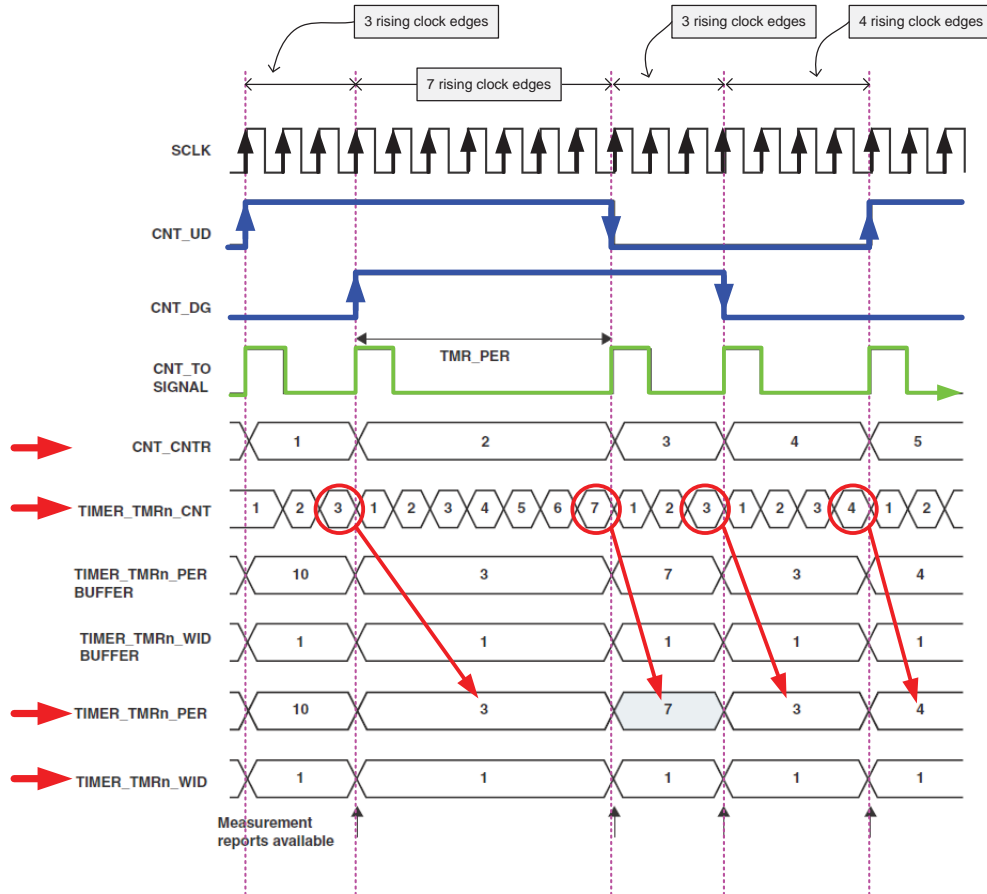 3 rising clock edges
3 rising clock edges
4 rising clock edges
7 rising clock edges
SCLK
CNT_UD
CNT_DG
TMR_PER
CNT_TO
SIGNAL
CNT_CNTR 1 2 3 4 5
TIMER_TMRn_CNT 1 2 3 1 2 3 4 5 6 7 1 2 3 1 2 3 4 1 2
TIMER_TMRn_PER
BUFFER
10 3 7 3 4
TIMER_TMRn_WID
BUFFER
1 1 1 1 1
TIMER_TMRn_PER 10 3 7 3 4
TIMER_TMRn_WID 1 1 1 1 1
Measurement
reports available